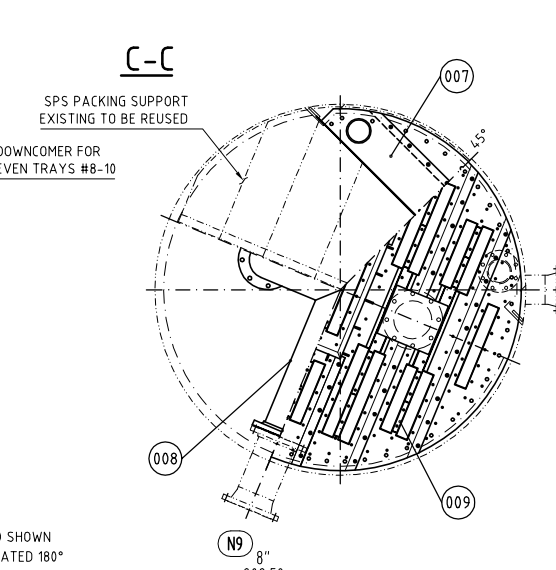 C-C
007
SPS PACKING SUPPORT
EXISTING TO BE REUSED
45°
DOWNCOMER FOR
EVEN TRAYS #8-10
008
009
SHOWN
N9
8"
180°